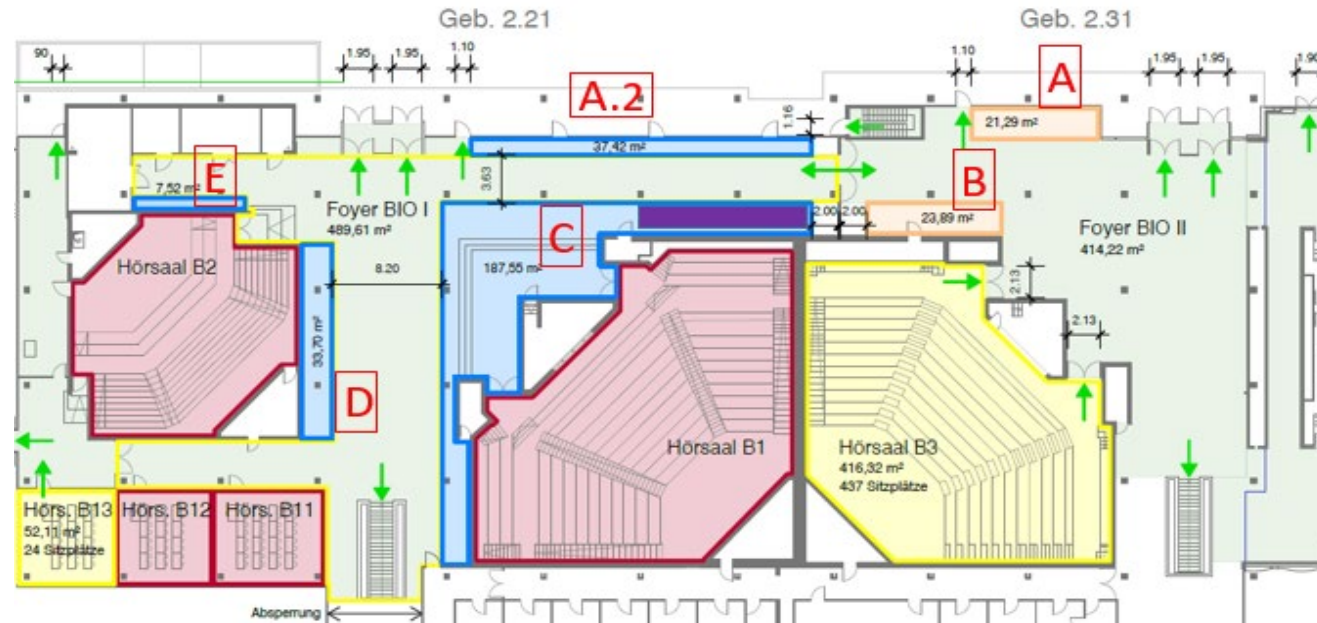 Geb. 2.21
Geb. 2.31
90
1.95
1.95
1.10
1.10
1.95
1.95
1.90
A.2
A
1.16
21,29 m²
37,42 m²
E
7,52 m²
3.63
B
Foyer BIO I
489,61 m²
C
2.00
2.00
23,89 m²
Foyer BIO II
414,22 m²
Hörsaal B2
8.20
187,55 m²
2.13
2.13
33,70 m²
D
Hörsaal B1
Hörsaal B3
416,32 m²
437 Sitzplätze
Hörs. B13
52,11 m²
24 Sitzplätze
Hörs. B12
Hörs. B11
Absperrung